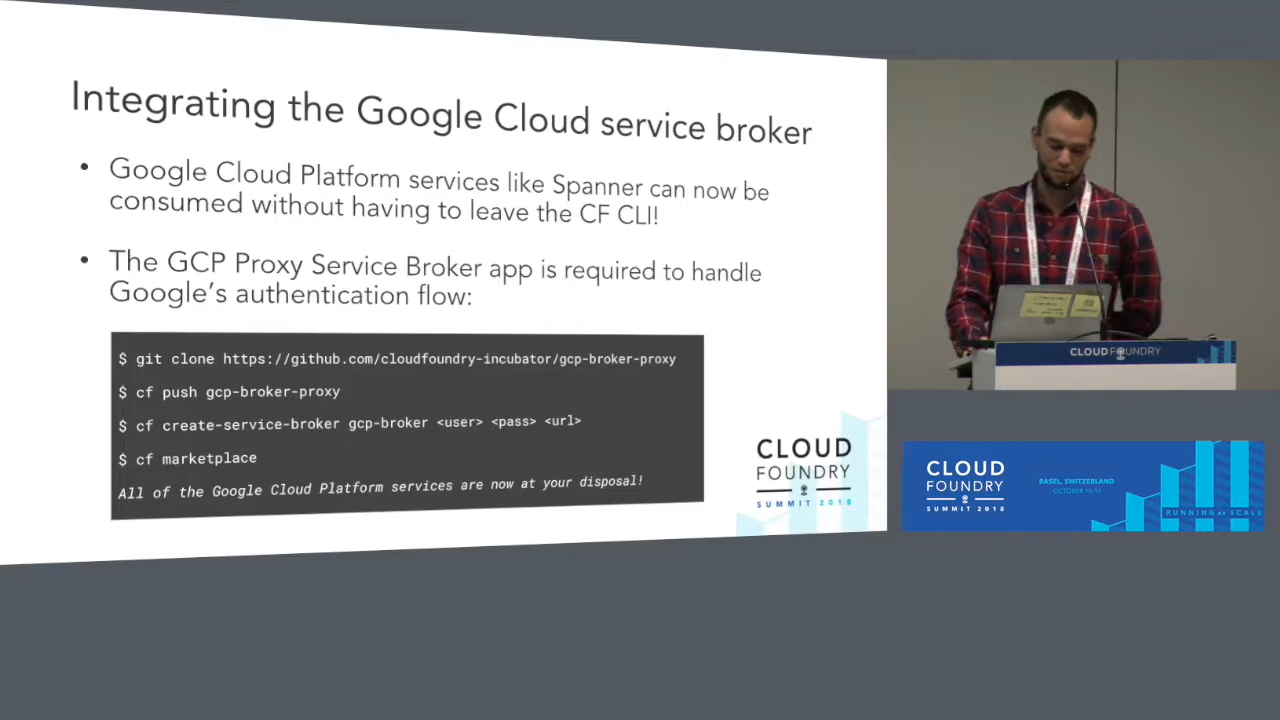 Integrating the Google Cloud service broker
• Google Cloud Platform services like Spanner can now be
consumed without having to leave the CF CLI!
• The GCP Proxy Service Broker app is required to handle
Google's authentication flow:
$ git clone https://github.com/cloudfoundry-incubator/gcp-broker-proxy
$ cf push gcp-broker-proxy
$ cf create-service-broker gcp-broker <user> <pass> <url>
$ cf marketplace
All of the Google Cloud Platform services are now at your disposal!
CLOUD
FOUNDRY
SUMMIT 2018
CLOUD FOUNDRY
CLOUD
FOUNDRY
SUMMIT 2018
BASEL, SWITZERLAND
OCTOBER 10-11
RUNNING AT SCALE